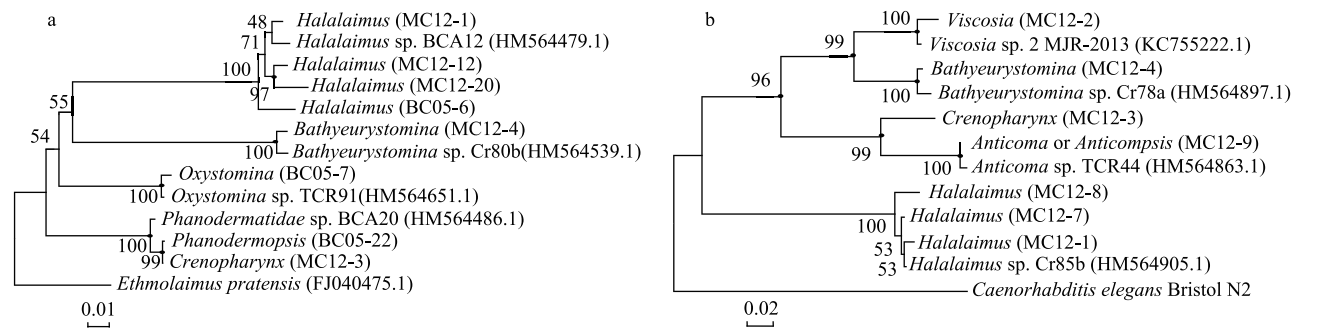 a
48 Halalaimus (MC12-1)
71 Halalaimus sp. BCA12 (HM564479.1)
Halalaimus (MC12-12)
100
97 Halalaimus (MC12-20)
Halalaimus (BC05-6)
55
Bathyeurystomina (MC12-4)
100 Bathyeurystomina sp. Cr80b(HM564539.1)
54
Oxystomina (BC05-7)
100 Oxystomina sp. TCR91(HM564651.1)
Phanodermatidae sp. BCA20 (HM564486.1)
100 Phanodermopsis (BC05-22)
99 Crenopharynx (MC12-3)
Ethmolaimus pratensis (FJ040475.1)
0.01
b
100 Viscosia (MC12-2)
99 Viscosia sp. 2 MJR-2013 (KC755222.1)
Bathyeurystomina (MC12-4)
96
100 Bathyeurystomina sp. Cr78a (HM564897.1)
Crenopharynx (MC12-3)
99 Anticoma or Anticompsis (MC12-9)
100 Anticoma sp. TCR44 (HM564863.1)
Halalaimus (MC12-8)
100 Halalaimus (MC12-7)
53 Halalaimus (MC12-1)
53 Halalaimus sp. Cr85b (HM564905.1)
Caenorhabditis elegans Bristol N2
0.02